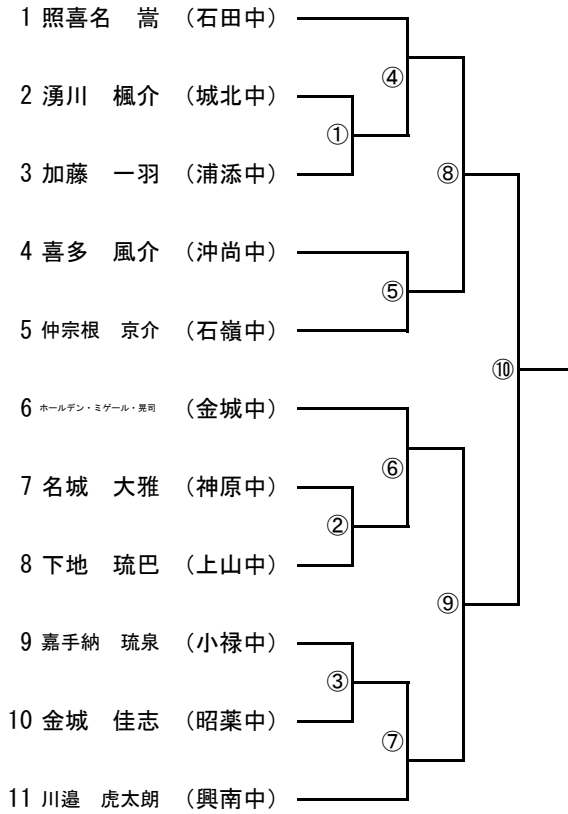 1 照喜名 嵩 (石田中)
④
2 湧川 楓介 (城北中)
①
3 加藤 一羽 (浦添中)
⑧
4 喜多 風介 (沖尚中)
⑤
5 仲宗根 京介 (石嶺中)
⑩
6 ホールデン・ミゲール・晃司 (金城中)
⑥
7 名城 大雅 (神原中)
②
8 下地 琉巴 (上山中)
⑨
9 嘉手納 琉泉 (小禄中)
③
10 金城 佳志 (昭薬中)
⑦
11 川邉 虎太朗 (興南中)